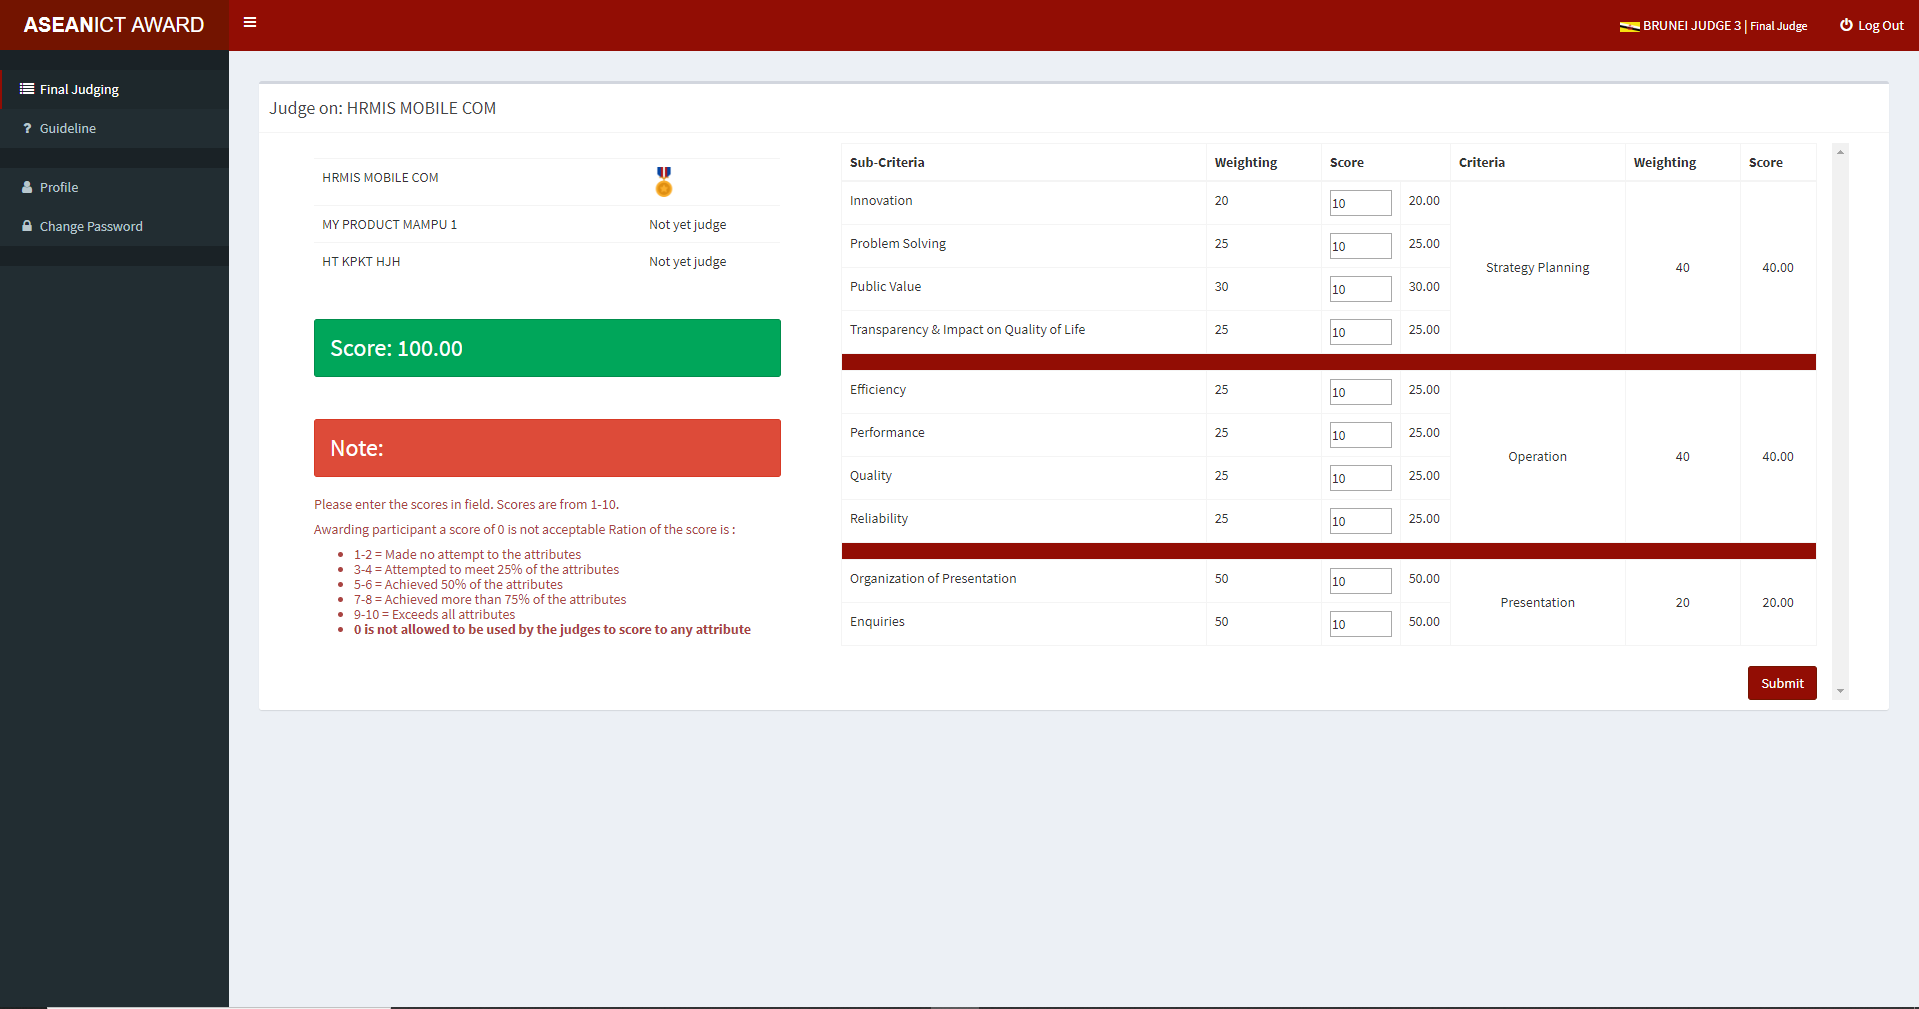 ASEANICT AWARD
BRUNEI JUDGE 3 | Final Judge
Log Out
Final Judging
? Guideline
Profile
Change Password
Judge on: HRMIS MOBILE COM
HRMIS MOBILE COM
MY PRODUCT MAMPU 1 Not yet judge
HT KPKT HJH Not yet judge
Score: 100.00
Note:
Please enter the scores in field. Scores are from 1-10.
Awarding participant a score of 0 is not acceptable Ration of the score is :
• 1-2 = Made no attempt to the attributes
• 3-4 = Attempted to meet 25% of the attributes
• 5-6 = Achieved 50% of the attributes
• 7-8 = Achieved more than 75% of the attributes
• 9-10 = Exceeds all attributes
• 0 is not allowed to be used by the judges to score to any attribute
Sub-Criteria Weighting Score Criteria Weighting Score
Innovation 20 10 20.00
Problem Solving 25 10 25.00
Strategy Planning 40 40.00
Public Value 30 10 30.00
Transparency & Impact on Quality of Life 25 10 25.00
Efficiency 25 10 25.00
Performance 25 10 25.00
Operation 40 40.00
Quality 25 10 25.00
Reliability 25 10 25.00
Organization of Presentation 50 10 50.00
Presentation 20 20.00
Enquiries 50 10 50.00
Submit